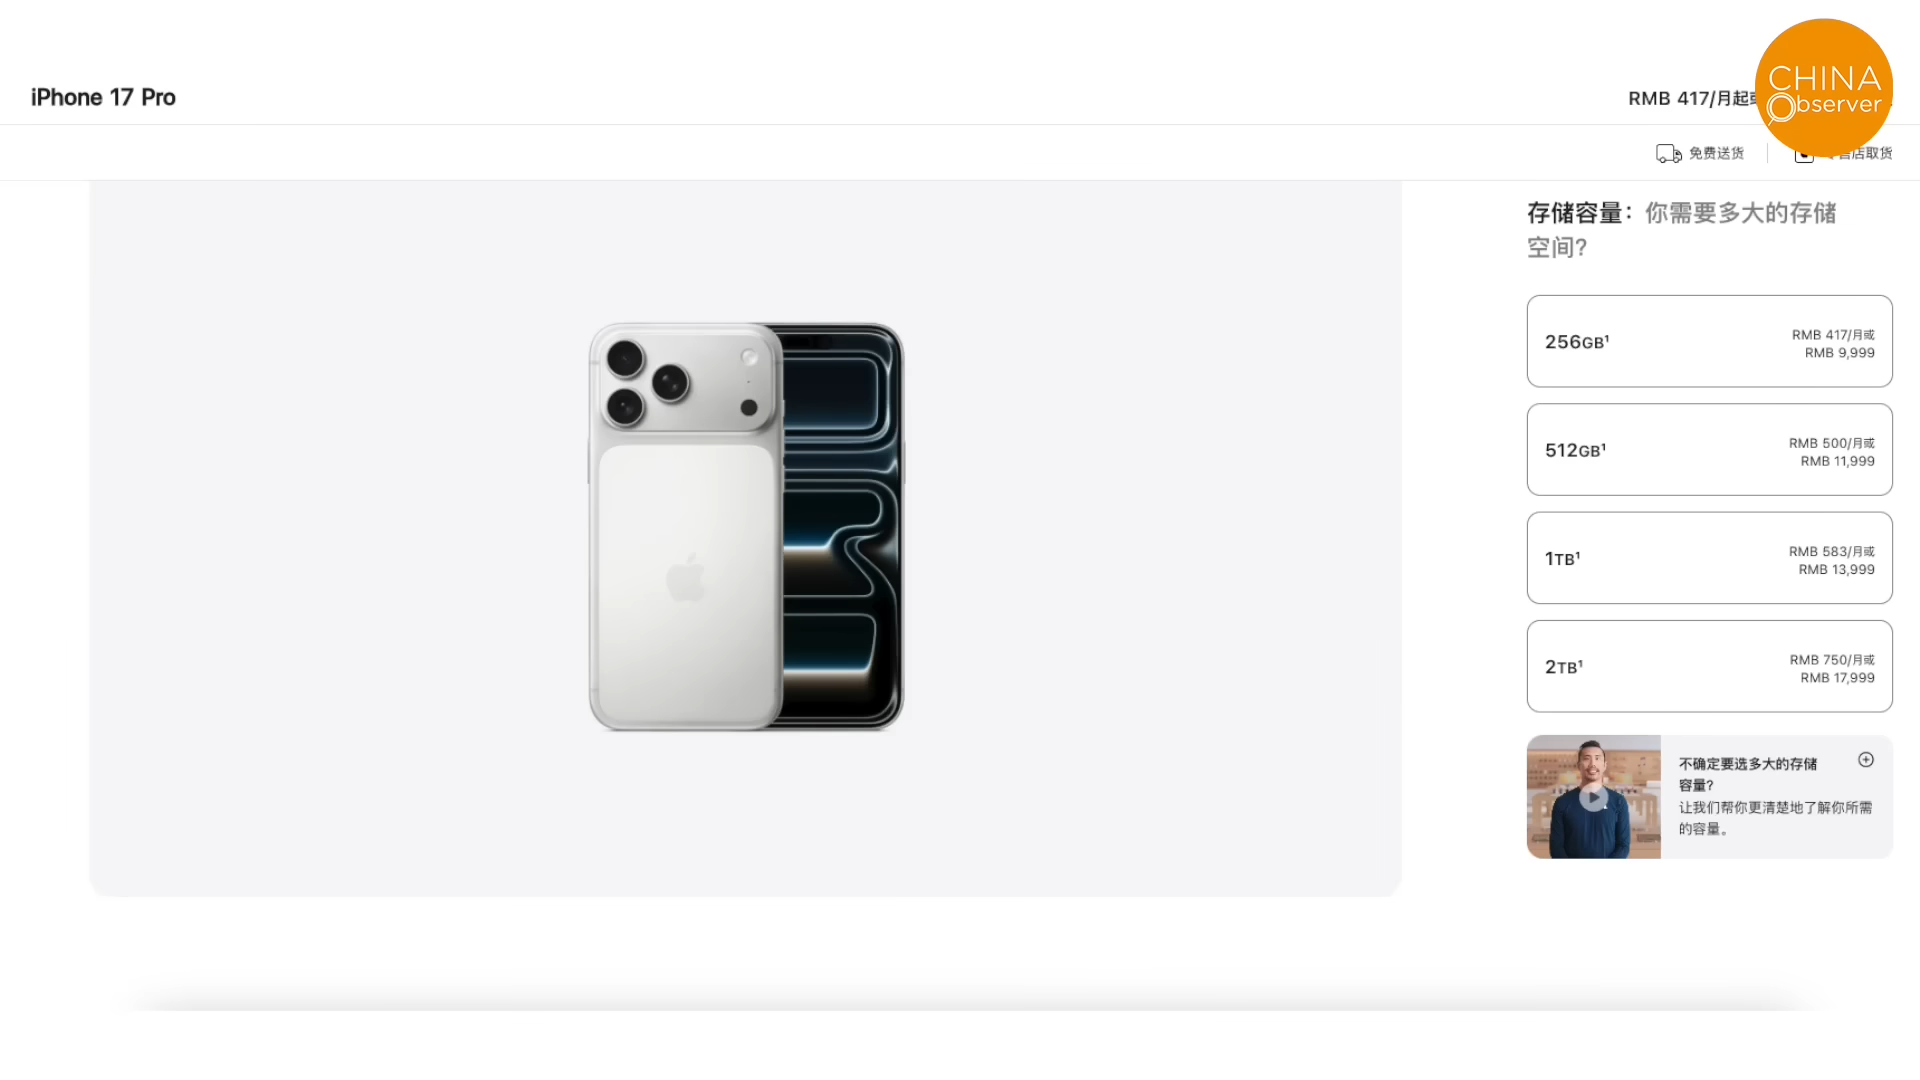 iPhone 17 Pro
RMB 417/月起
CHINA
Observer
免费送货
店取货
存储容量：你需要多大的存储
空间？
256GB¹
RMB 417/月或
RMB 9,999
512GB¹
RMB 500/月或
RMB 11,999
1TB¹
RMB 583/月或
RMB 13,999
2TB¹
RMB 750/月或
RMB 17,999
不确定要选多大的存储
容量？
让我们帮你更清楚地了解你所需
的容量。